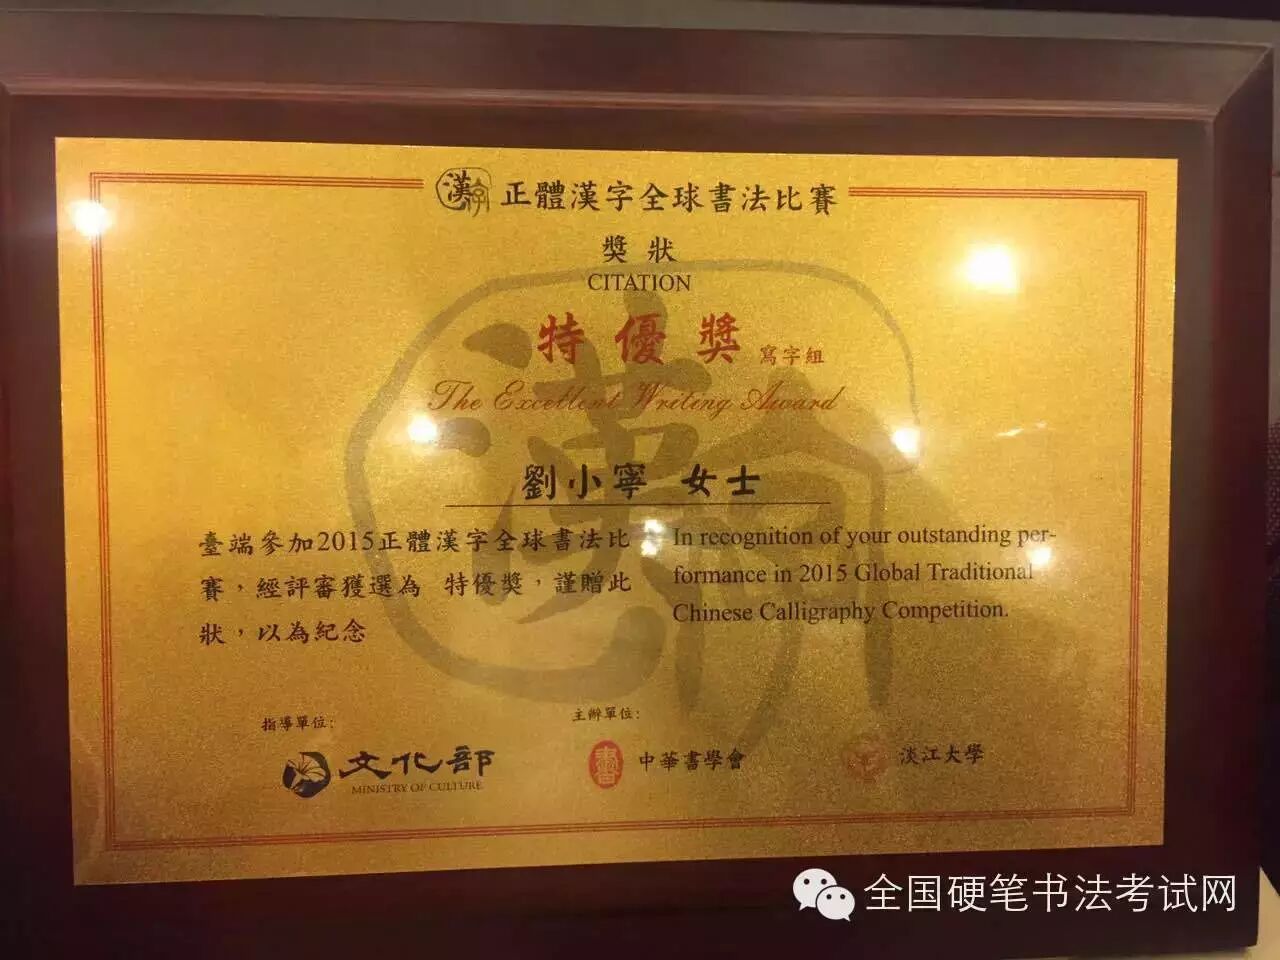 漢字
正體漢字全球書法比賽
獎狀
CITATION
特優獎 寫字組
The Excellent Writing Award
劉小寧 女士
臺端參加2015正體漢字全球書法比
賽，經評審獲選為 特優獎，謹贈此
狀，以為紀念
In recognition of your outstanding per-
formance in 2015 Global Traditional
Chinese Calligraphy Competition.
指導單位：
文化部
MINISTRY OF CULTURE
主辦單位：
中華書學會
淡江大學
全国硬笔书法考试网